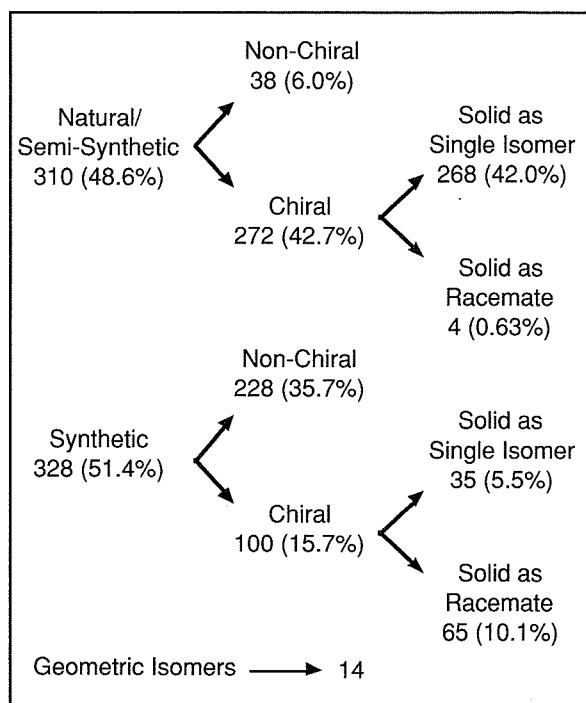 Non-Chiral
38 (6.0%)
Natural/
Semi-Synthetic
310 (48.6%)
Chiral
272 (42.7%)
Solid as
Single Isomer
268 (42.0%)
Solid as
Racemate
4 (0.63%)
Non-Chiral
228 (35.7%)
Synthetic
328 (51.4%)
Chiral
100 (15.7%)
Solid as
Single Isomer
35 (5.5%)
Solid as
Racemate
65 (10.1%)
Geometric Isomers 14